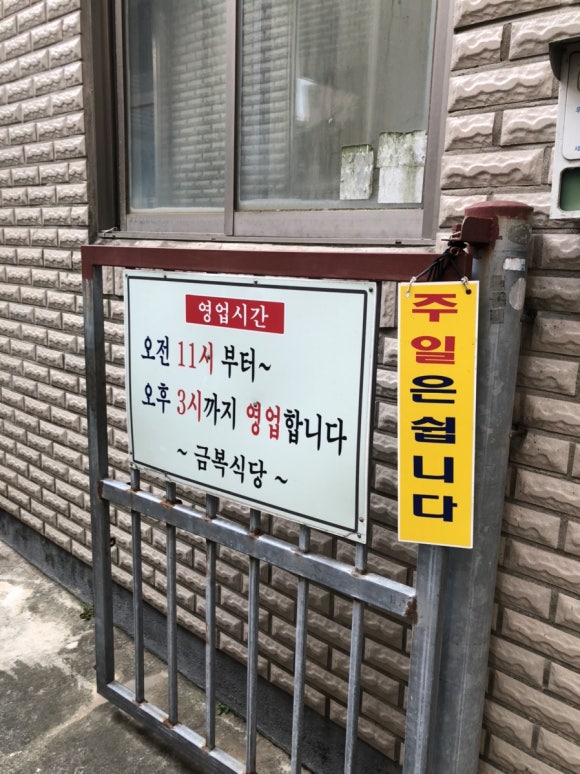 영업시간
오전 11시 부터~
오후 3시까지 영업합니다
~ 금복식당 ~
주일은쉽니다